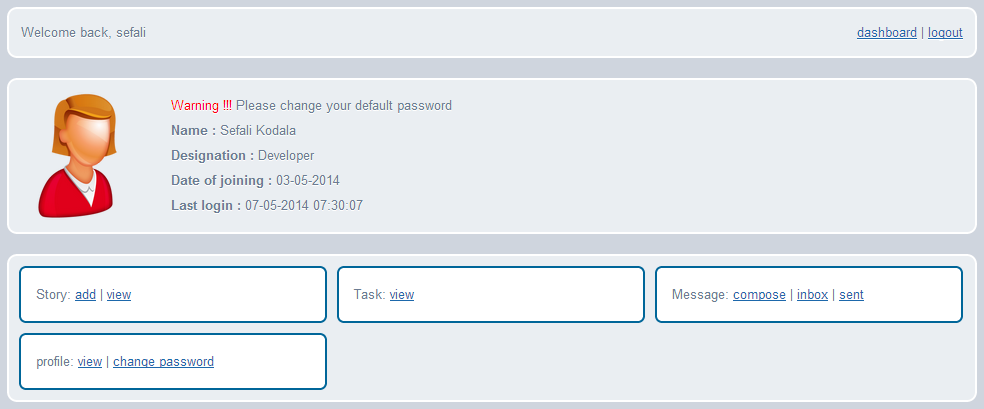 Welcome back, sefali
dashboard | logout
Warning !!! Please change your default password
Name : Sefali Kodala
Designation : Developer
Date of joining : 03-05-2014
Last login : 07-05-2014 07:30:07
Story: add | view
Task: view
Message: compose | inbox | sent
profile: view | change password